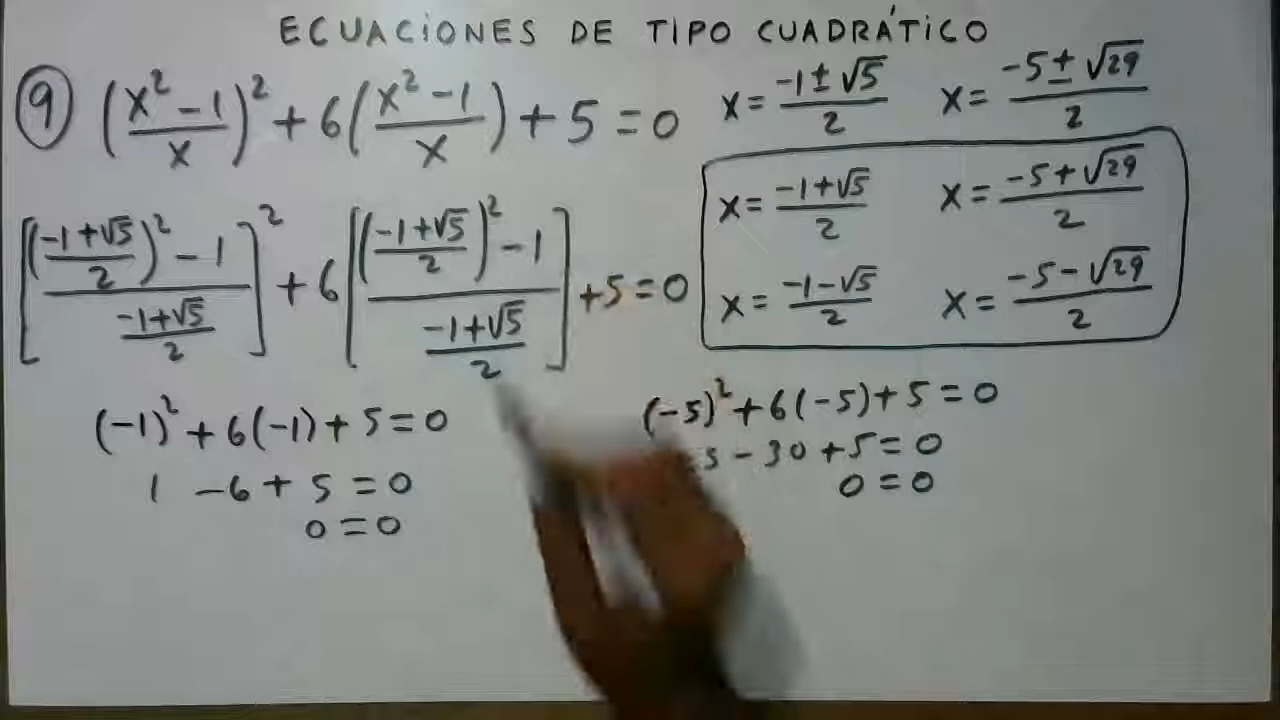 ECUACIONES DE TIPO CUADRÁTICO
⑨ ((x² - 1)/x)² + 6((x² - 1)/x) + 5 = 0
x = (-1 ± √5)/2 x = (-5 ± √29)/2
x = (-1 + √5)/2 x = (-5 + √29)/2
x = (-1 - √5)/2 x = (-5 - √29)/2
[(((-1 + √5)/2)² - 1)/((-1 + √5)/2)]² + 6[(((-1 + √5)/2)² - 1)/((-1 + √5)/2)] + 5 = 0
(-1)² + 6(-1) + 5 = 0
1 - 6 + 5 = 0
0 = 0
(-5)² + 6(-5) + 5 = 0
5 - 30 + 5 = 0
0 = 0